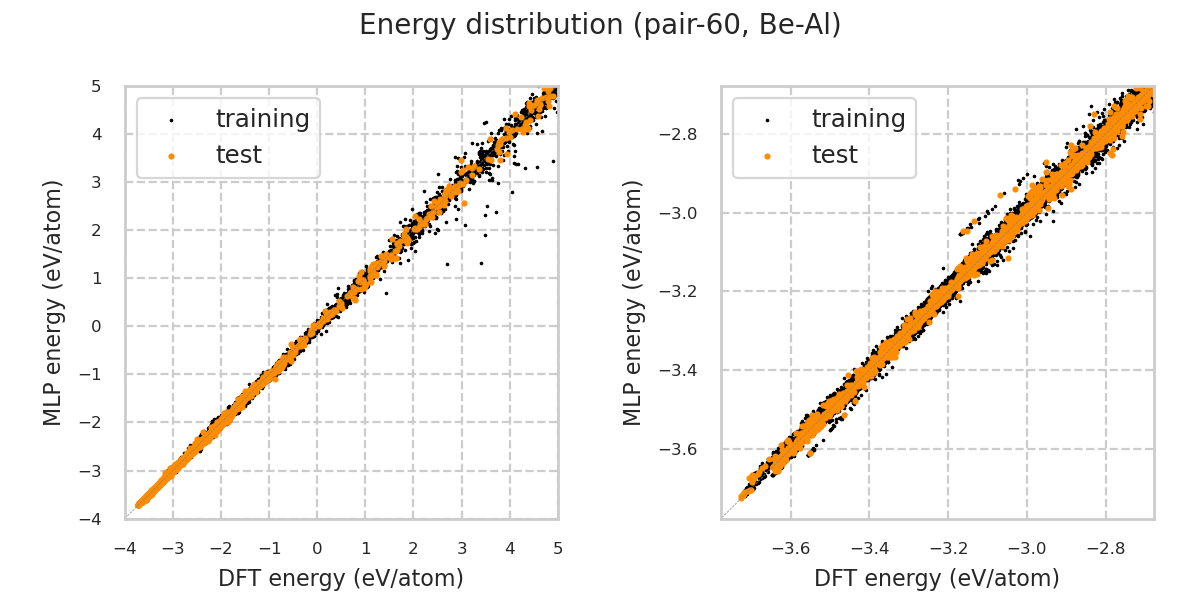 Energy distribution (pair-60, Be-Al)
training
test
5
4
3
2
1
0
−1
−2
−3
−4
MLP energy (eV/atom)
−4 −3 −2 −1 0 1 2 3 4 5
DFT energy (eV/atom)
training
test
−2.8
−3.0
−3.2
−3.4
−3.6
MLP energy (eV/atom)
−3.6 −3.4 −3.2 −3.0 −2.8
DFT energy (eV/atom)